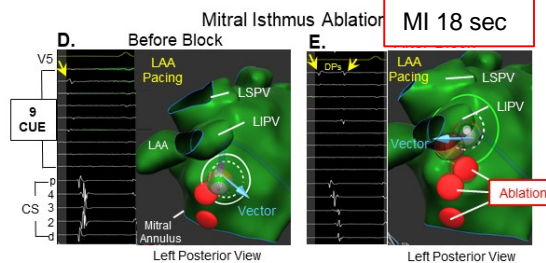 Mitral Isthmus Ablation
MI 18 sec
D.
Before Block
E.
V5
LAA
Pacing
LSPV
LIPV
LAA
Vector
Mitral
Annulus
9
CUE
p
4
CS
3
2
d
Left Posterior View
DPs
LAA
Pacing
LSPV
LIPV
Vector
Ablation
Left Posterior View